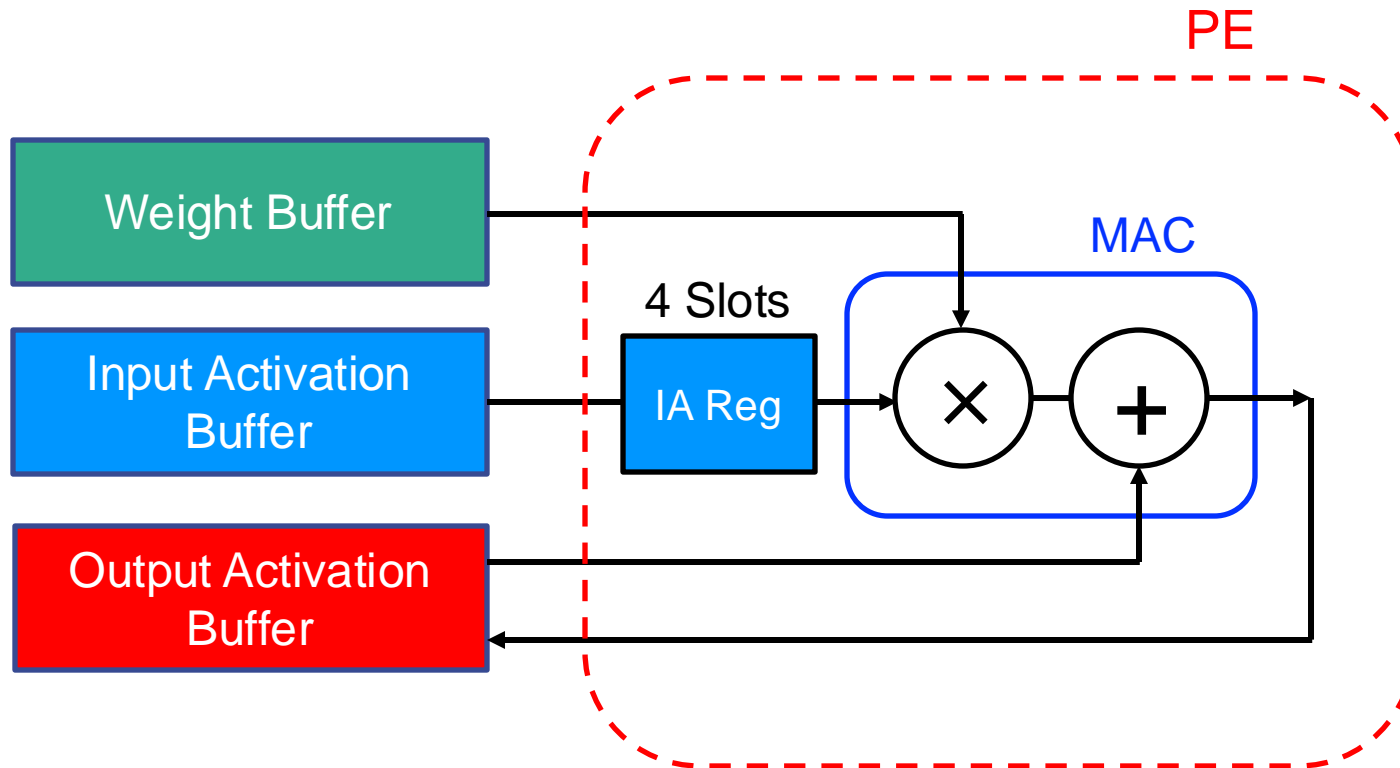 PE
Weight Buffer
MAC
4 Slots
Input Activation
Buffer
IA Reg
×
+
Output Activation
Buffer